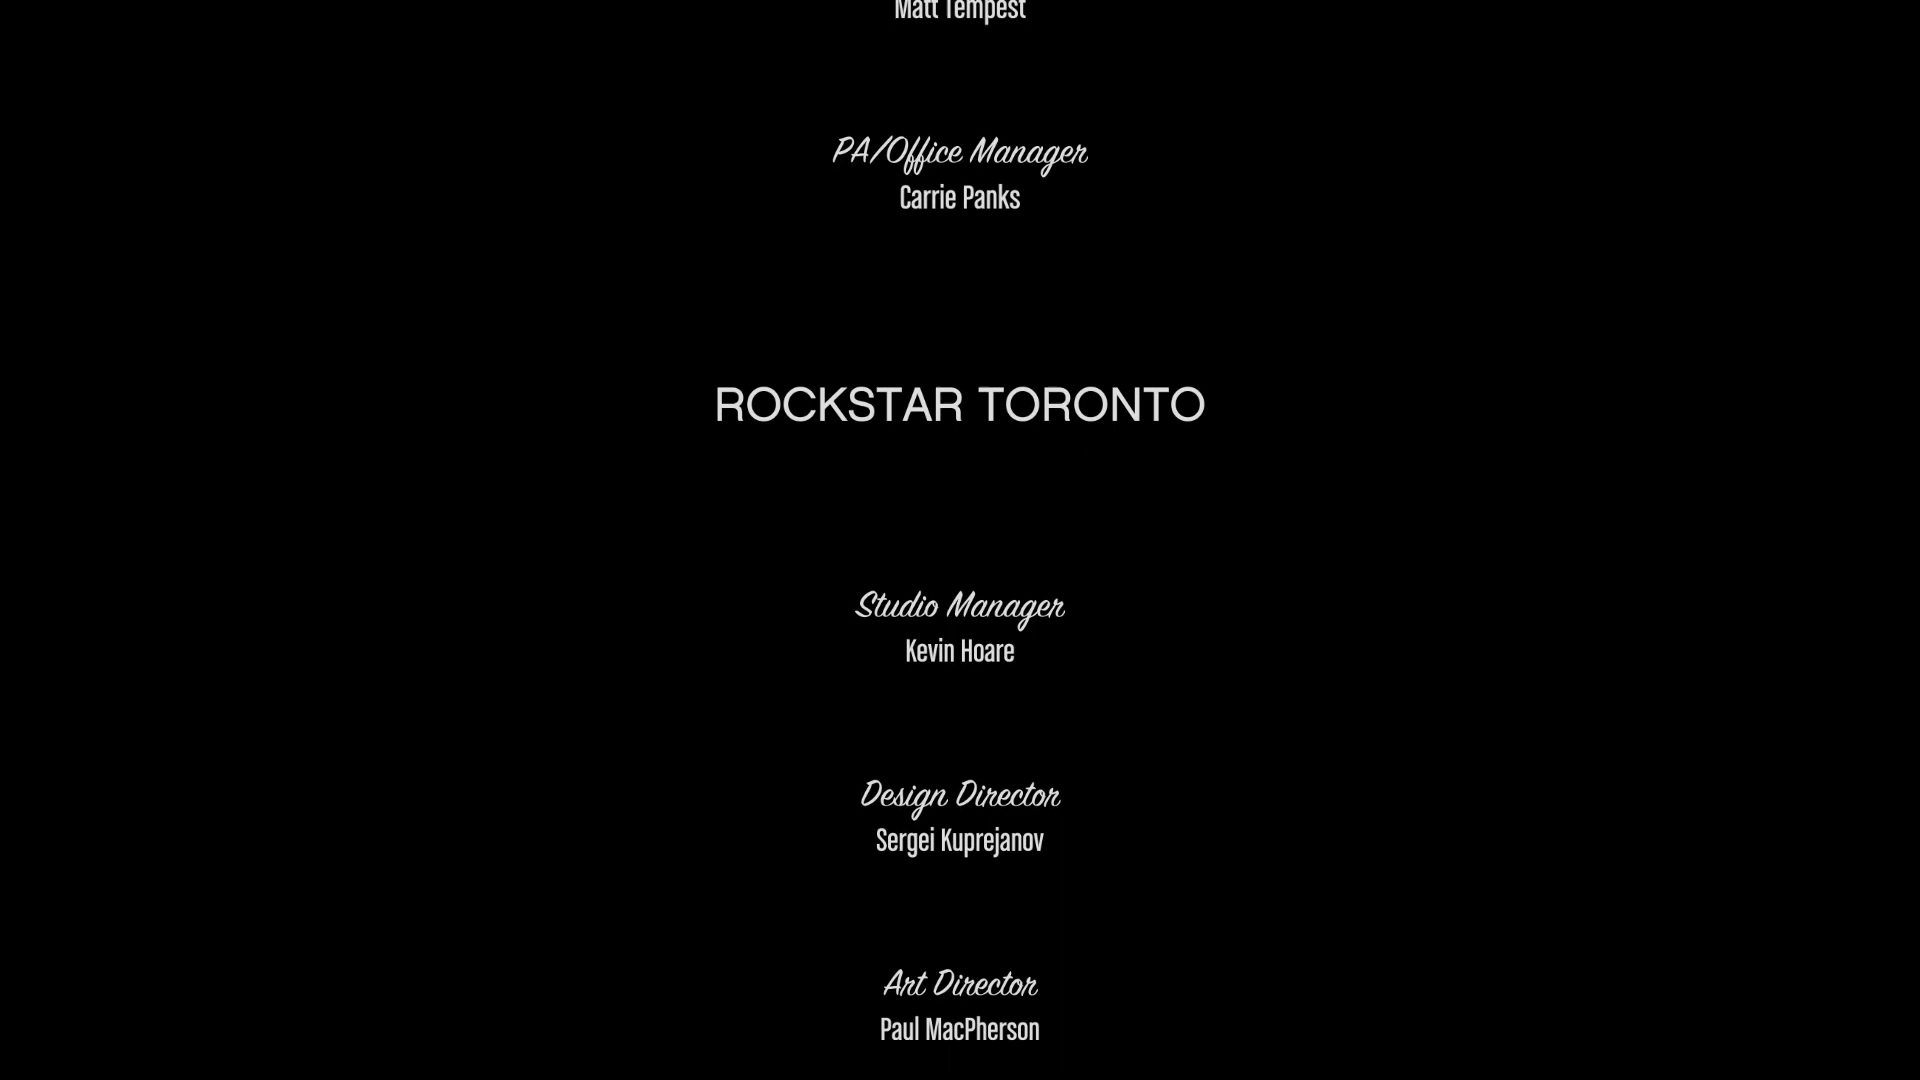 Matt Tempest
PA/Office Manager
Carrie Panks
ROCKSTAR TORONTO
Studio Manager
Kevin Hoare
Design Director
Sergei Kuprejanov
Art Director
Paul MacPherson